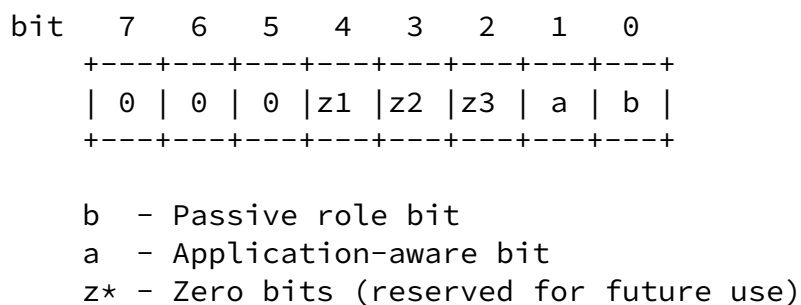 bit 7 6 5 4 3 2 1 0
+---+---+---+---+---+---+---+---+
| 0 | 0 | 0 |z1 |z2 |z3 | a | b |
+---+---+---+---+---+---+---+---+
b - Passive role bit
a - Application-aware bit
z* - Zero bits (reserved for future use)